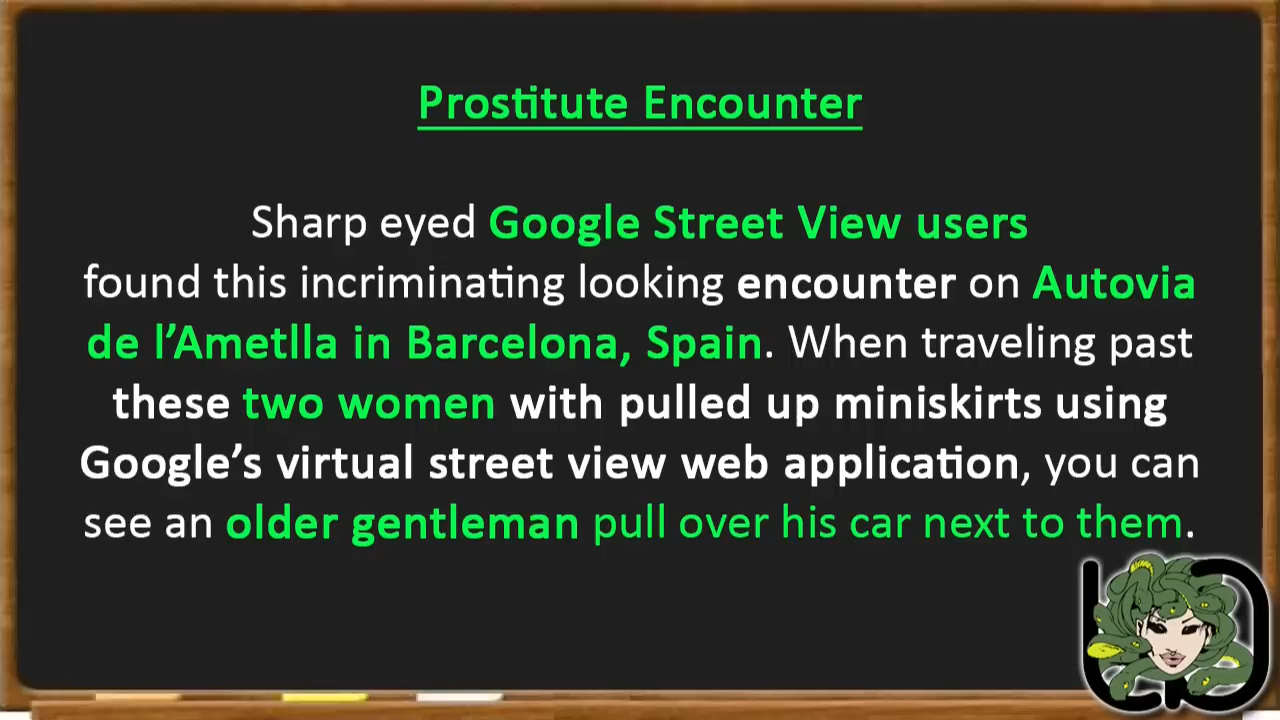 Prostitute Encounter
Sharp eyed Google Street View users
found this incriminating looking encounter on Autovia
de l’Ametlla in Barcelona, Spain. When traveling past
these two women with pulled up miniskirts using
Google’s virtual street view web application, you can
see an older gentleman pull over his car next to them.